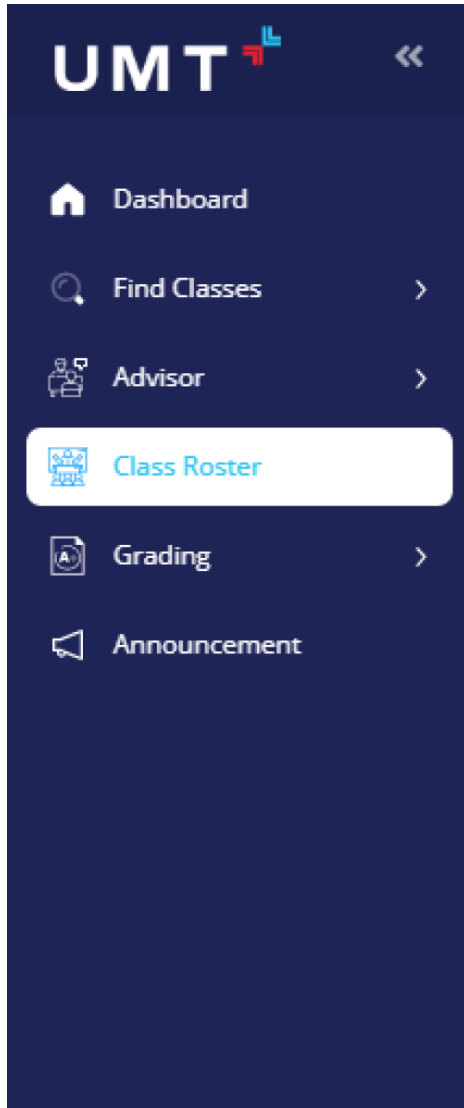 UMT
Dashboard
Find Classes
Advisor
Class Roster
A+
Grading
Announcement